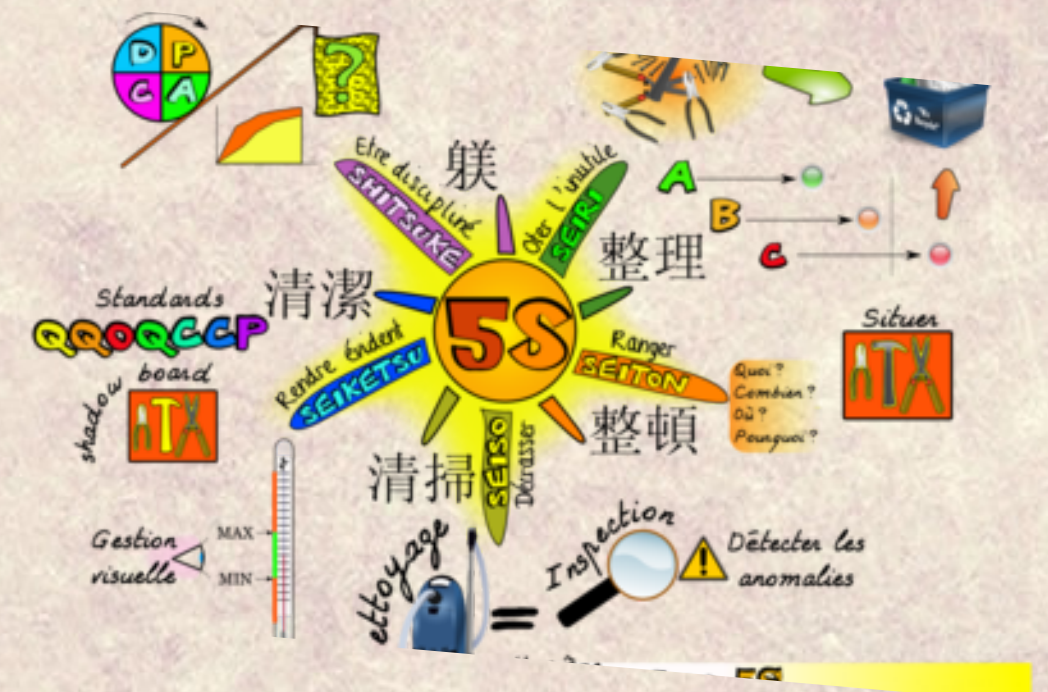 D P
C A
?
Etre discipliné
SHITSUKE
躾
Oter l'inutile
SEIRI
整理
A
B
C
5S
Ranger
SEITON
整頓
Quoi ?
Combien ?
Où ?
Pourquoi ?
Situer
SEISO
Décrasser
清掃
ettoyage
=
Inspection
Détecter les
anomalies
清潔
Rendre évident
SEIKETSU
Standards
QQOQCCP
shadow board
Gestion
visuelle
MAX
MIN
5S